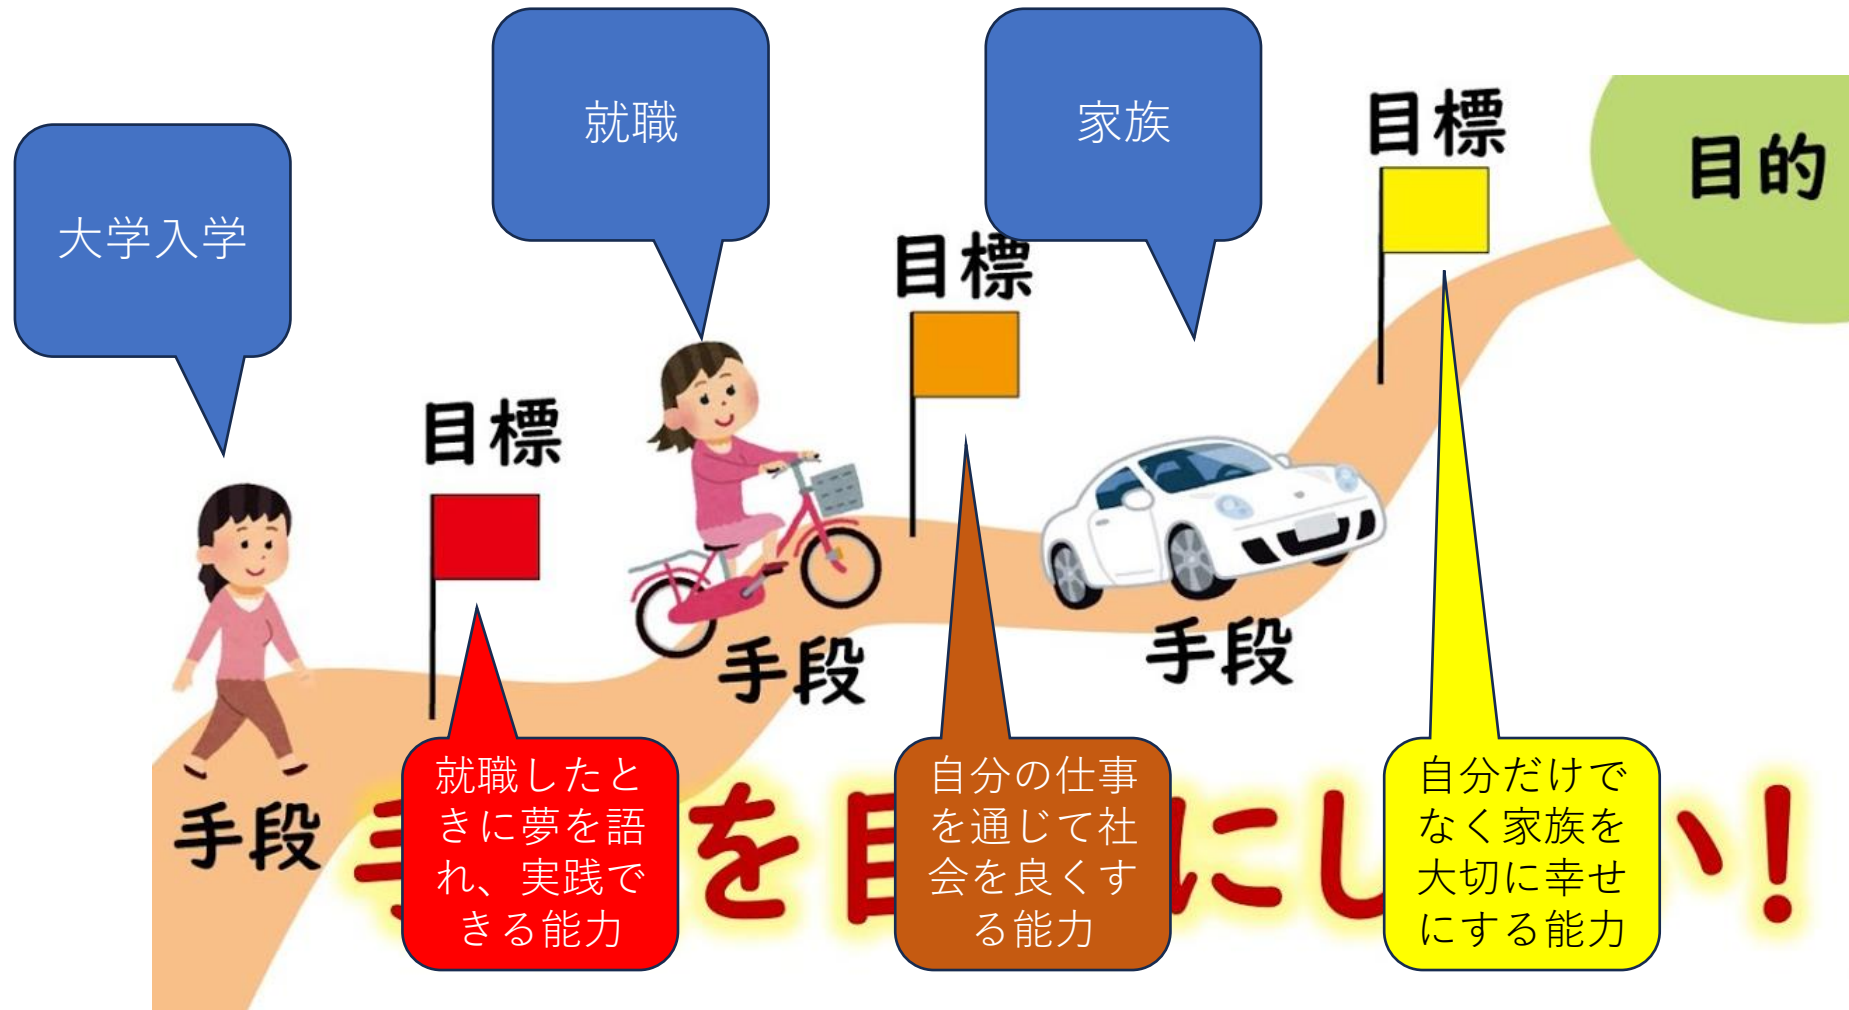 大学入学
就職
家族
目標
目的
目標
目標
手段
手段
手段
を にし ！
就職したと
きに夢を語
れ、実践で
きる能力
自分の仕事
を通じて社
会を良くす
る能力
自分だけで
なく家族を
大切に幸せ
にする能力